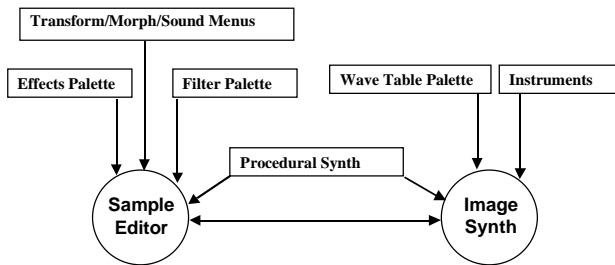 Transform/Morph/Sound Menus
Effects Palette
Filter Palette
Wave Table Palette
Instruments
Procedural Synth
Sample
Editor
Image
Synth